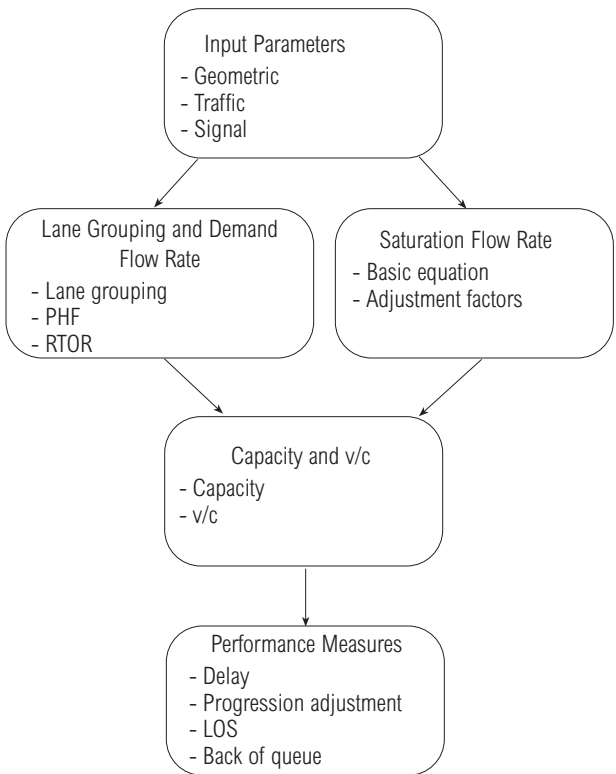 Input Parameters
- Geometric
- Traffic
- Signal
Lane Grouping and Demand
Flow Rate
- Lane grouping
- PHF
- RTOR
Saturation Flow Rate
- Basic equation
- Adjustment factors
Capacity and v/c
- Capacity
- v/c
Performance Measures
- Delay
- Progression adjustment
- LOS
- Back of queue